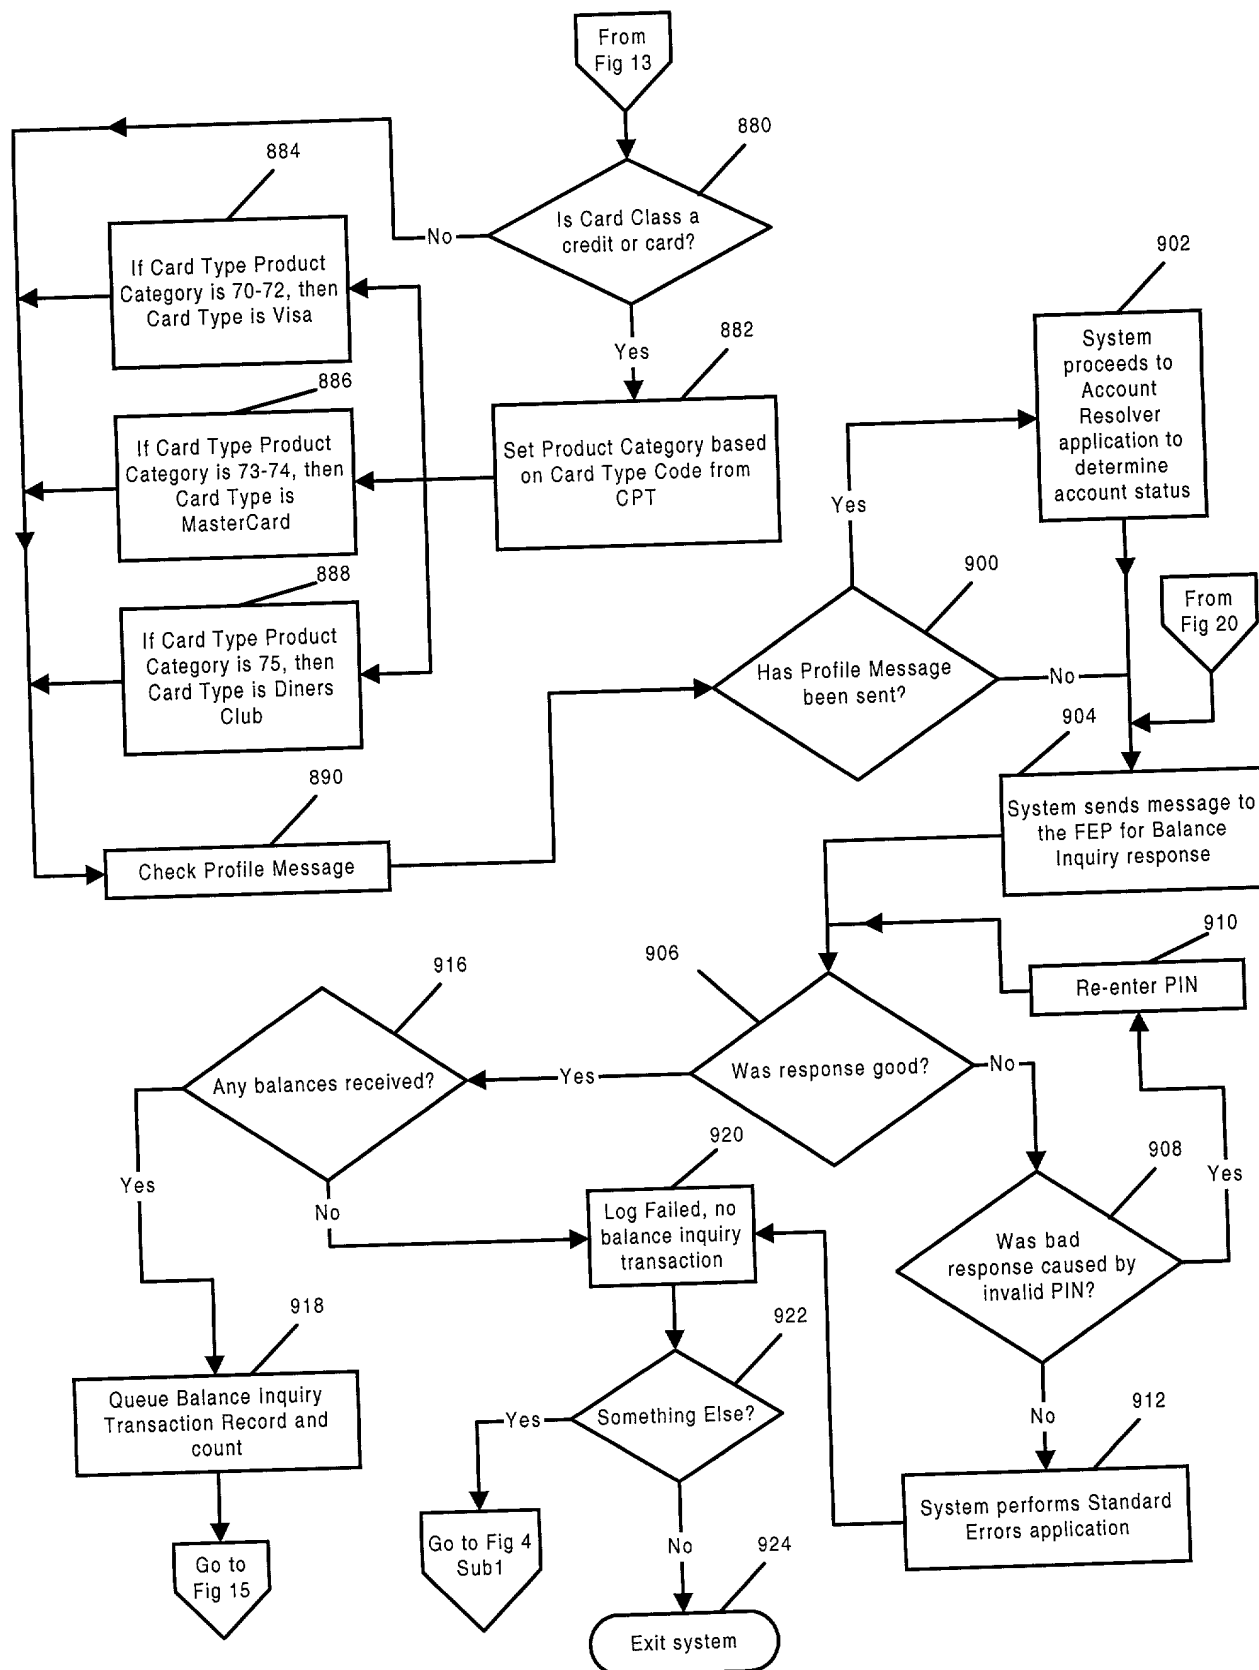 From
Fig 13
880
Is Card Class a
credit or card?
No
Yes
884
If Card Type Product
Category is 70-72, then
Card Type is Visa
882
Set Product Category based
on Card Type Code from
CPT
886
If Card Type Product
Category is 73-74, then
Card Type is
MasterCard
888
If Card Type Product
Category is 75, then
Card Type is Diners
Club
890
Check Profile Message
902
System
proceeds to
Account
Resolver
application to
determine
account status
Yes
900
Has Profile Message
been sent?
No
From
Fig 20
904
System sends message to
the FEP for Balance
Inquiry response
910
Re-enter PIN
906
Was response good?
Yes
No
916
Any balances received?
Yes
No
908
Was bad
response caused by
invalid PIN?
Yes
No
920
Log Failed, no
balance inquiry
transaction
918
Queue Balance Inquiry
Transaction Record and
count
922
Something Else?
Yes
No
912
System performs Standard
Errors application
Go to
Fig 15
Go to Fig 4
Sub1
924
Exit system